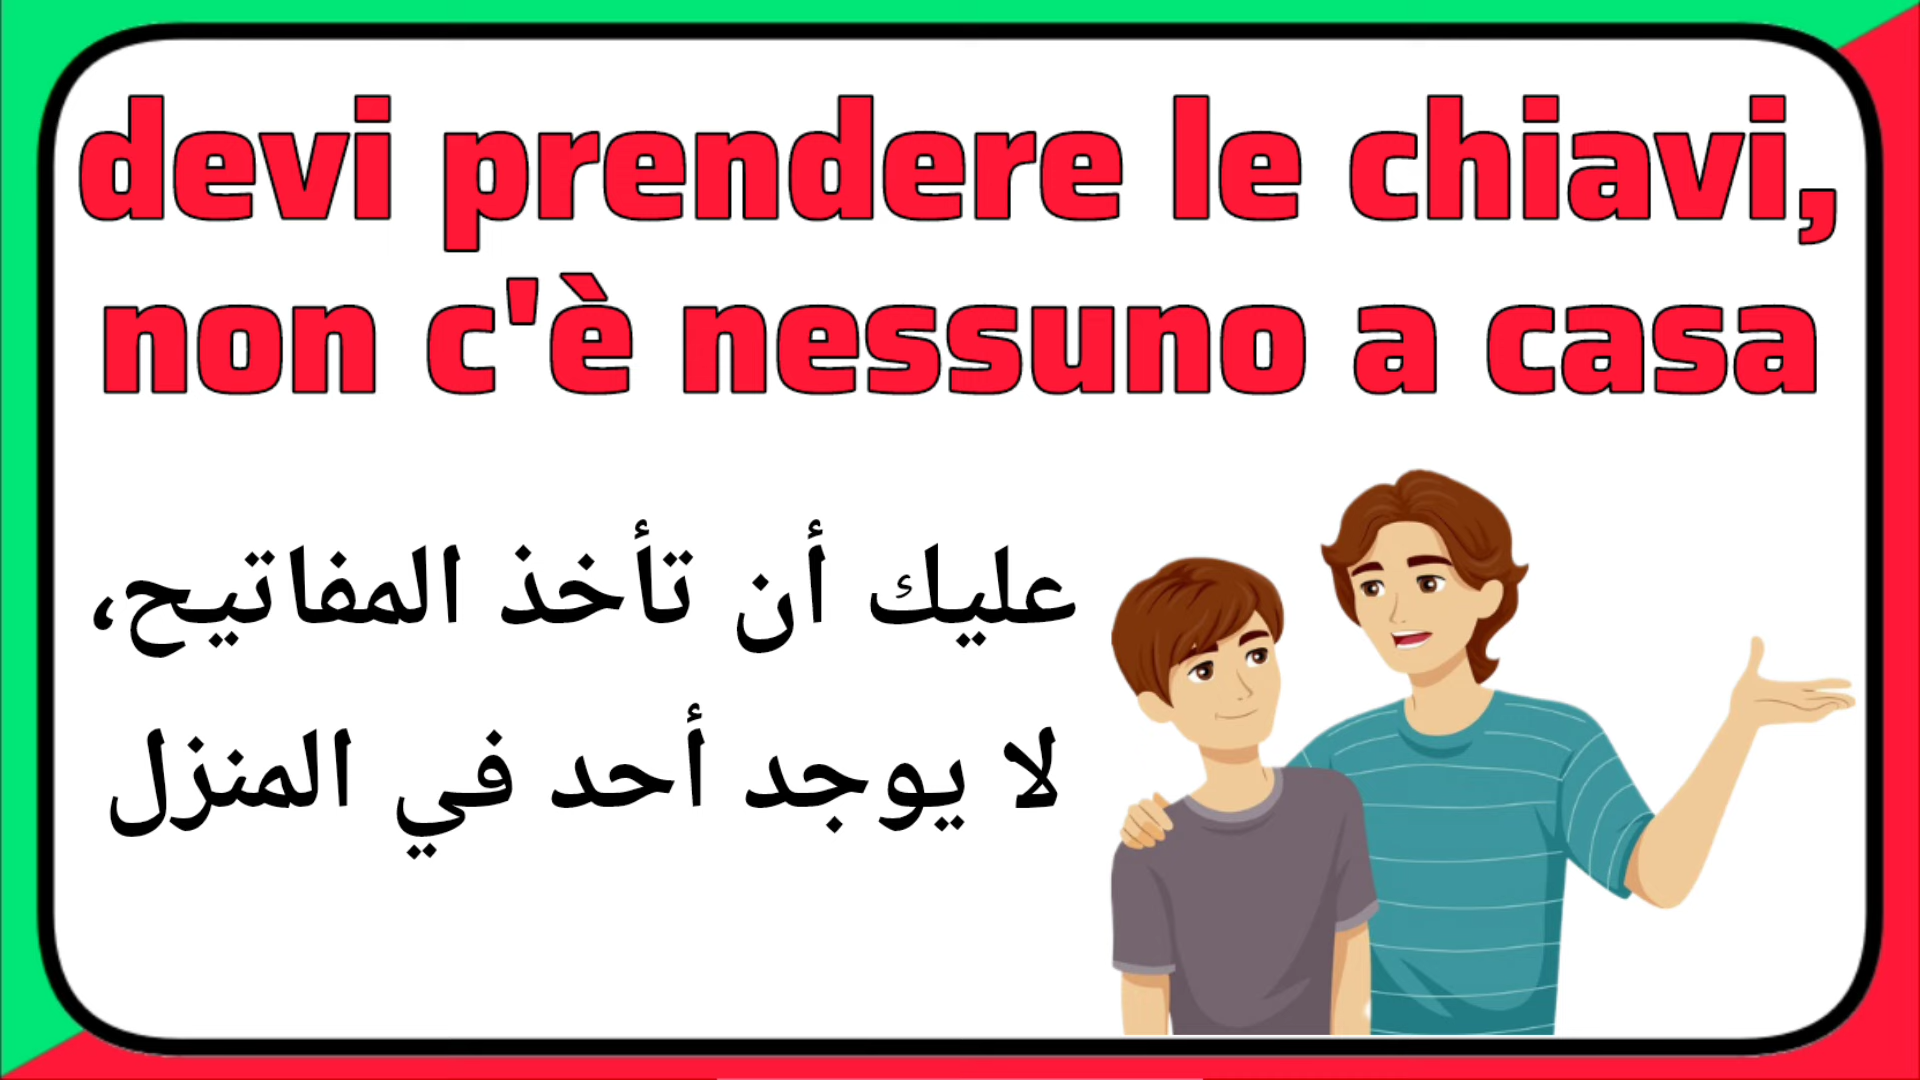 devi prendere le chiavi,
non c'è nessuno a casa
عليك أن تأخذ المفاتيح،
لا يوجد أحد في المنزل